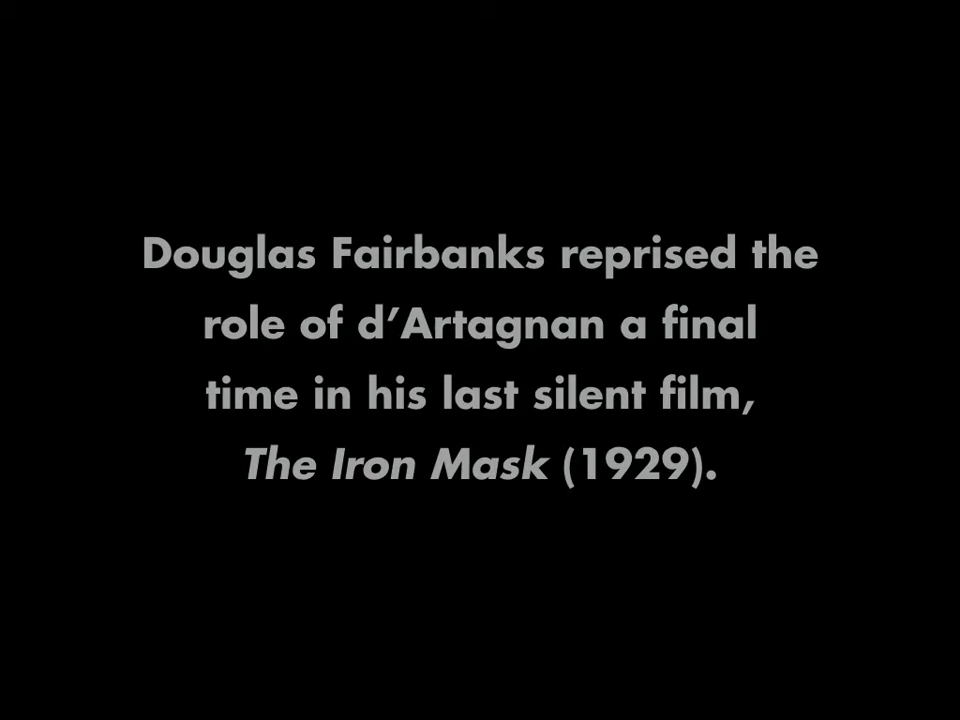 Douglas Fairbanks reprised the
role of d’Artagnan a final
time in his last silent film,
The Iron Mask (1929).